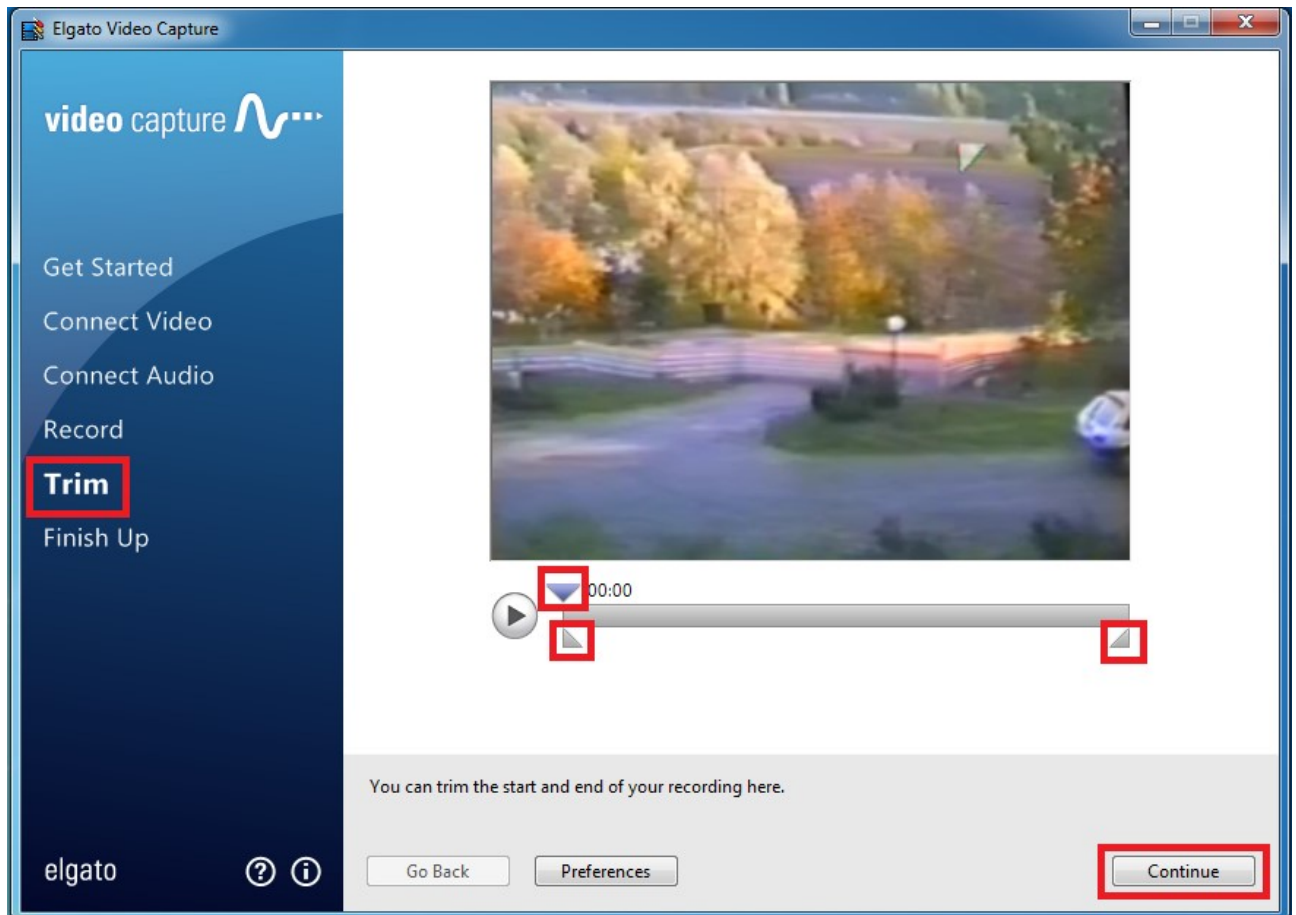 Elgato Video Capture
video capture
Get Started
Connect Video
Connect Audio
Record
Trim
Finish Up
00:00
You can trim the start and end of your recording here.
elgato
Go Back
Preferences
Continue